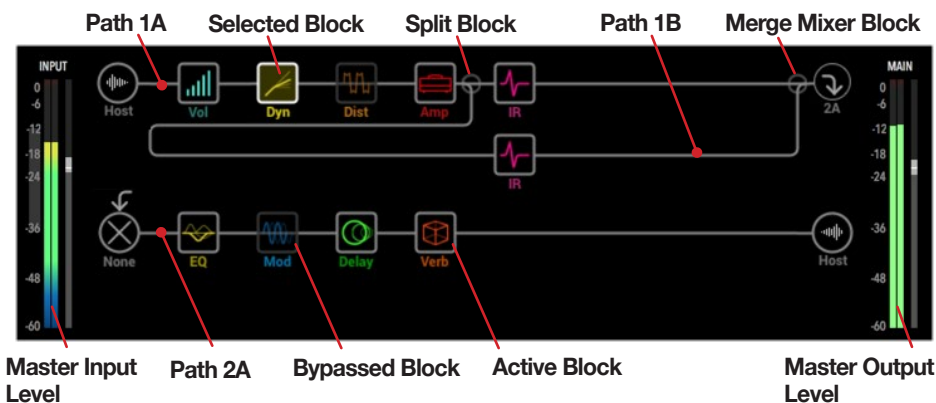 Path 1A
Selected Block
Split Block
Path 1B
Merge Mixer Block
INPUT
MAIN
0
-6
-12
-18
-24
-36
-48
-60
Host
Vol
Dyn
Dist
Amp
IR
2A
IR
None
EQ
Mod
Delay
Verb
Host
0
-6
-12
-18
-24
-36
-48
-60
Master Input
Level
Path 2A
Bypassed Block
Active Block
Master Output
Level